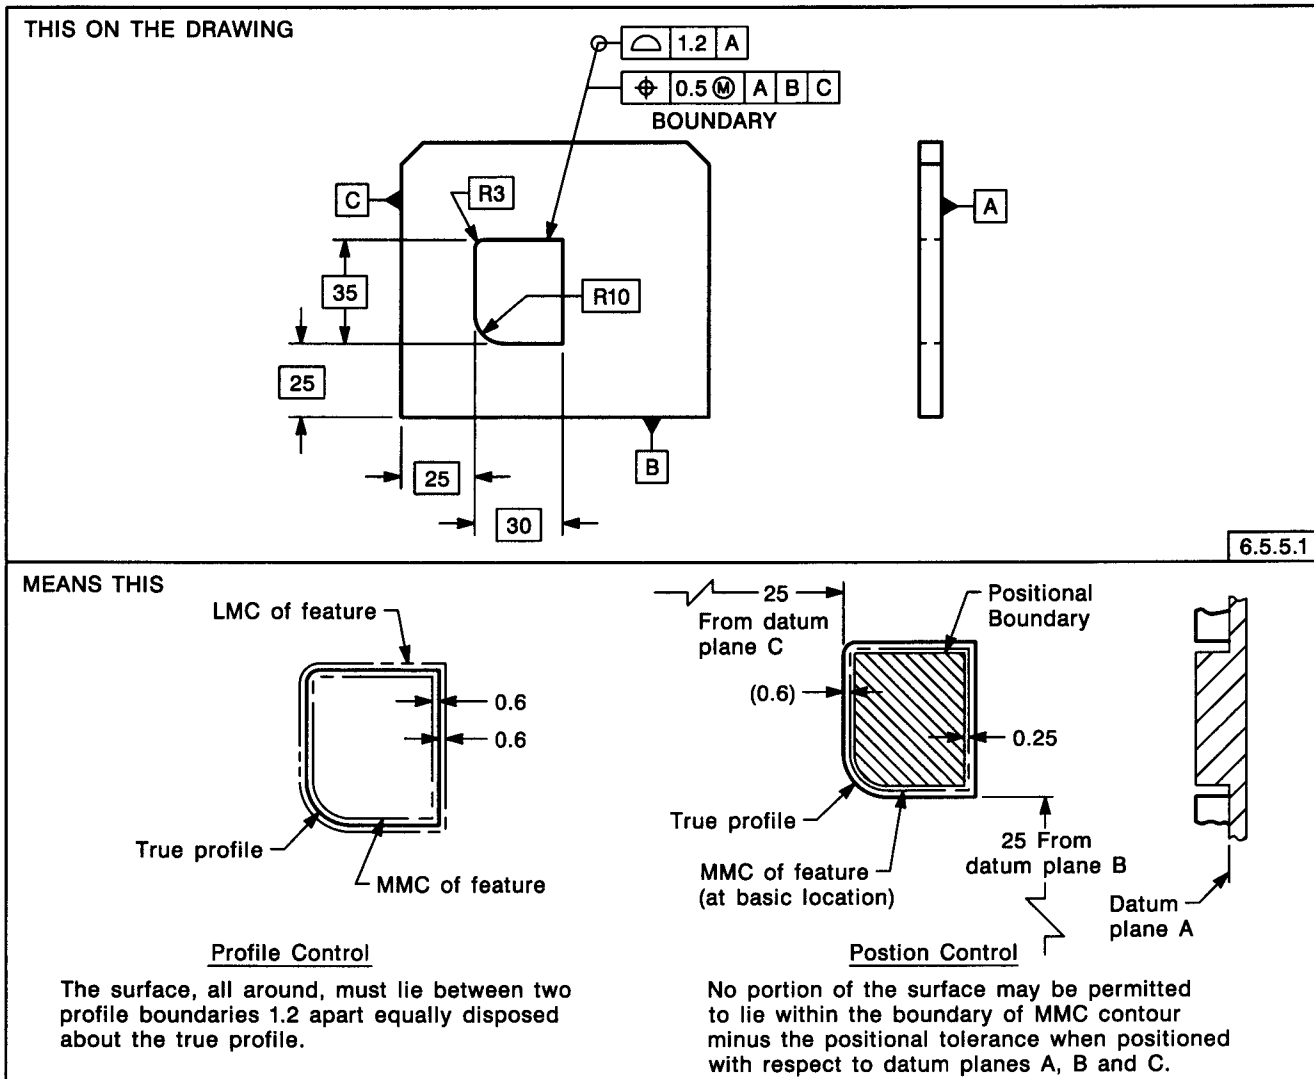 THIS ON THE DRAWING
⌓ 1.2 A
⌖ 0.5 Ⓜ A B C
BOUNDARY
C
R3
A
35
R10
25
B
25
30
6.5.5.1
MEANS THIS
LMC of feature
0.6
0.6
True profile
MMC of feature
25
From datum
plane C
Positional
Boundary
(0.6)
0.25
True profile
MMC of feature
(at basic location)
25 From
datum plane B
Datum
plane A
Profile Control
The surface, all around, must lie between two
profile boundaries 1.2 apart equally disposed
about the true profile.
Postion Control
No portion of the surface may be permitted
to lie within the boundary of MMC contour
minus the positional tolerance when positioned
with respect to datum planes A, B and C.